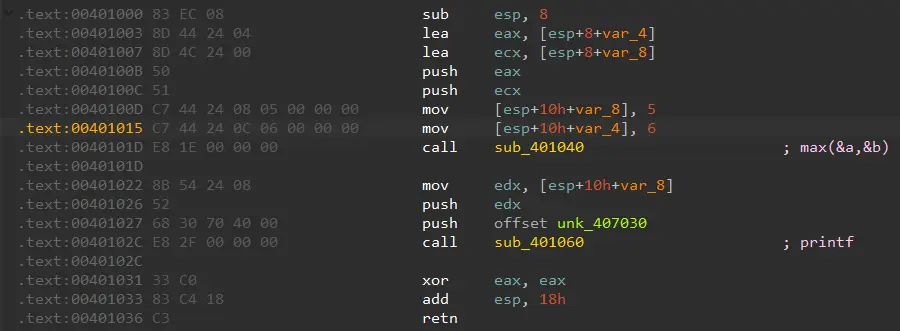 .text:00401000 83 EC 08 sub esp, 8
.text:00401003 8D 44 24 04 lea eax, [esp+8+var_4]
.text:00401007 8D 4C 24 00 lea ecx, [esp+8+var_8]
.text:0040100B 50 push eax
.text:0040100C 51 push ecx
.text:0040100D C7 44 24 08 05 00 00 00 mov [esp+10h+var_8], 5
.text:00401015 C7 44 24 0C 06 00 00 00 mov [esp+10h+var_4], 6
.text:0040101D E8 1E 00 00 00 call sub_401040 ; max(&a,&b)
.text:0040101D
.text:00401022 8B 54 24 08 mov edx, [esp+10h+var_8]
.text:00401026 52 push edx
.text:00401027 68 30 70 40 00 push offset unk_407030
.text:0040102C E8 2F 00 00 00 call sub_401060 ; printf
.text:0040102C
.text:00401031 33 C0 xor eax, eax
.text:00401033 83 C4 18 add esp, 18h
.text:00401036 C3 retn